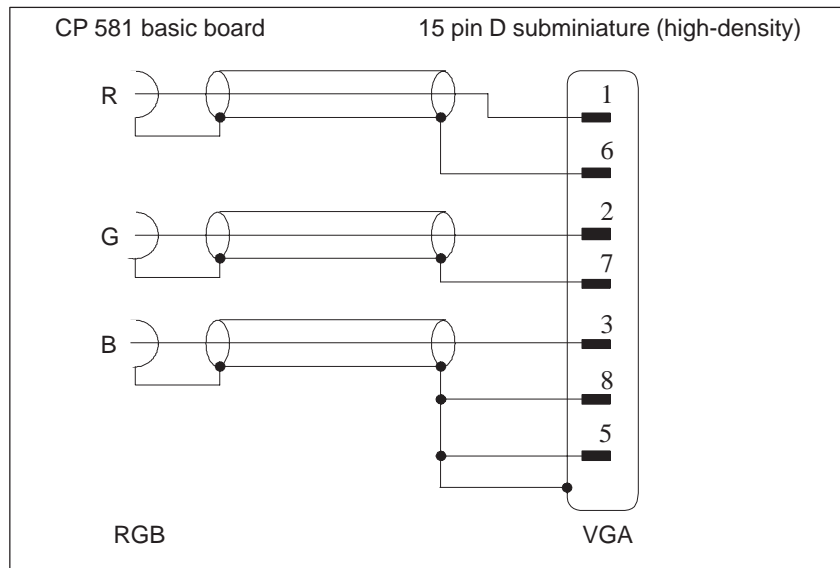 CP 581 basic board 15 pin D subminiature (high-density)
R
1
6
G
2
7
B
3
8
5
RGB VGA